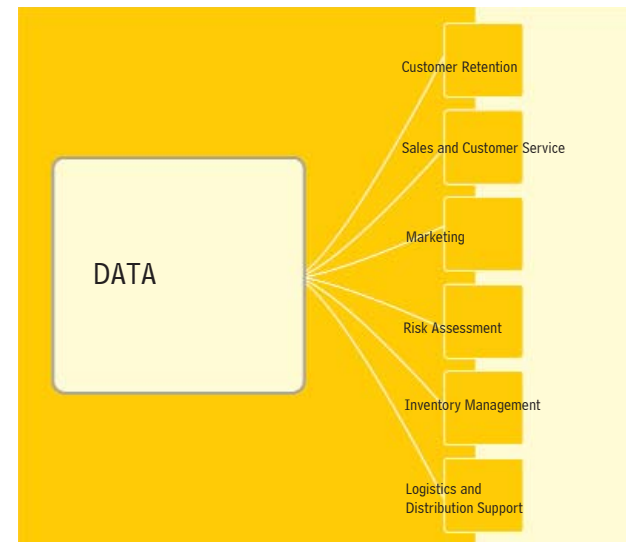 Customer Retention
Sales and Customer Service
Marketing
DATA
Risk Assessment
Inventory Management
Logistics and
Distribution Support